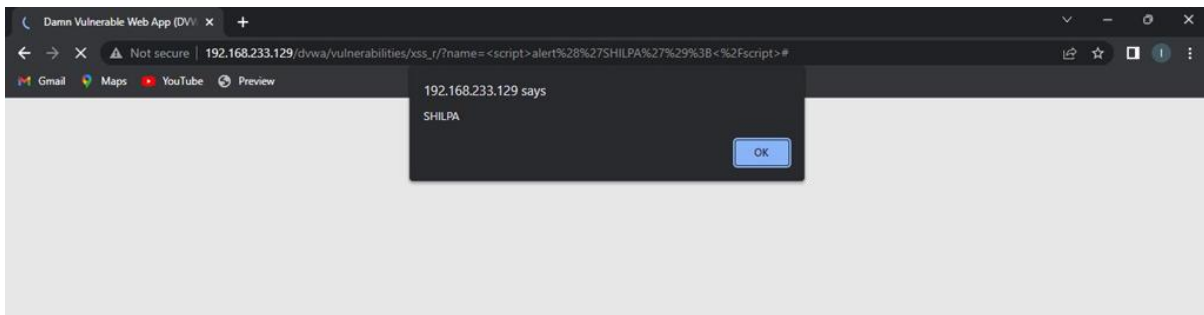 Damn Vulnerable Web App (DVW
Not secure | 192.168.233.129/dvwa/vulnerabilities/xss_r/?name=<script>alert%28%27SHILPA%27%29%3B<%2Fscript>#
Gmail Maps YouTube Preview
192.168.233.129 says
SHILPA
OK